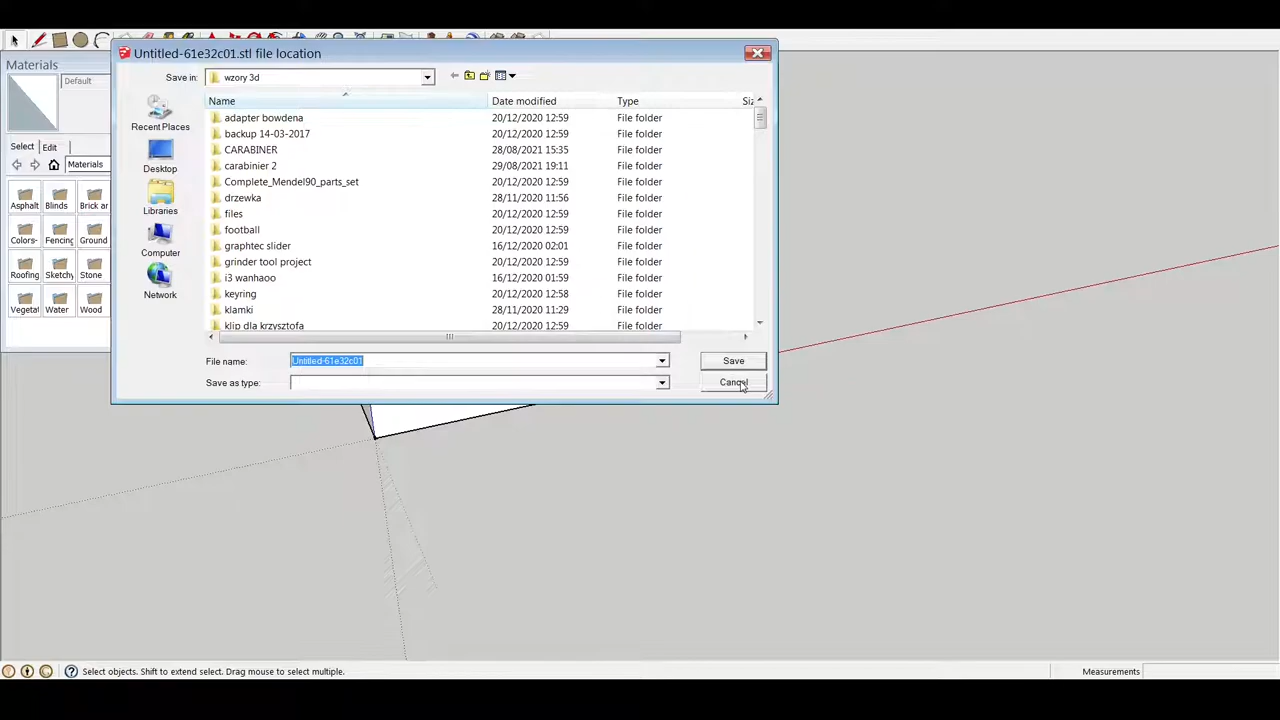 Untitled-61e32c01.stl file location
Materials
Default
Save in: wzory 3d
Name Date modified Type Siz
adapter bowdena 20/12/2020 12:59 File folder
backup 14-03-2017 20/12/2020 12:59 File folder
CARABINER 28/08/2021 15:35 File folder
carabinier 2 29/08/2021 19:11 File folder
Complete_Mendel90_parts_set 20/12/2020 12:59 File folder
drzewka 28/11/2020 11:56 File folder
files 20/12/2020 12:59 File folder
football 20/12/2020 12:59 File folder
graphtec slider 16/12/2020 02:01 File folder
grinder tool project 20/12/2020 12:59 File folder
i3 wanhaoo 16/12/2020 01:59 File folder
keyring 20/12/2020 12:58 File folder
klamki 28/11/2020 11:29 File folder
klip dla krzysztofa 20/12/2020 12:59 File folder
Recent Places
Desktop
Libraries
Computer
Network
Select Edit
Materials
Asphalt Blinds Brick ar
Colors- Fencing Ground
Roofing Sketchy Stone
Vegetat Water Wood
File name: Untitled-61e32c01 Save
Save as type: Cancel
Select objects. Shift to extend select. Drag mouse to select multiple.
Measurements